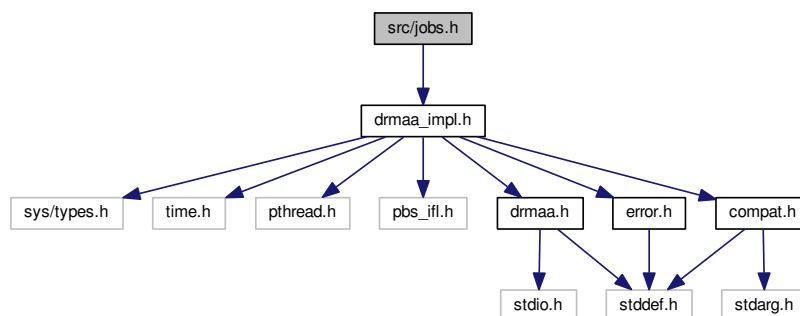 src/jobs.h
drmaa_impl.h
sys/types.h
time.h
pthread.h
pbs_ifl.h
drmaa.h
error.h
compat.h
stdio.h
stddef.h
stdarg.h